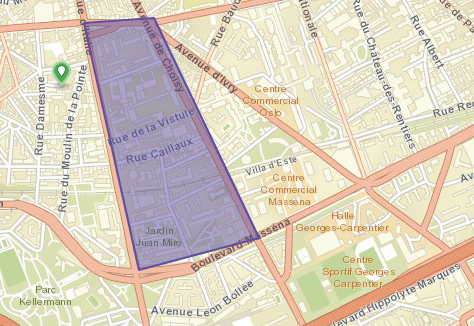 Avenue de Choisy
Rue Bau
Avenue d'Ivry
Nationale
Rue du Château-des-Rentiers
Rue Albert
Rue Damesme
Rue du Moulin de la Pointe
Centre
Commercial
Oslo
Rue de la Vistule
Rue Caillaux
Villa d'Este
Centre
Commercial
Masséna
Jardin
Juan Miro
Boulevard Masséna
Halle
Georges-Carpentier
Centre
Sportif Georges
Carpentier
Parc
Kellermann
Avenue Léon Bollée
levard Hippolyte Marques